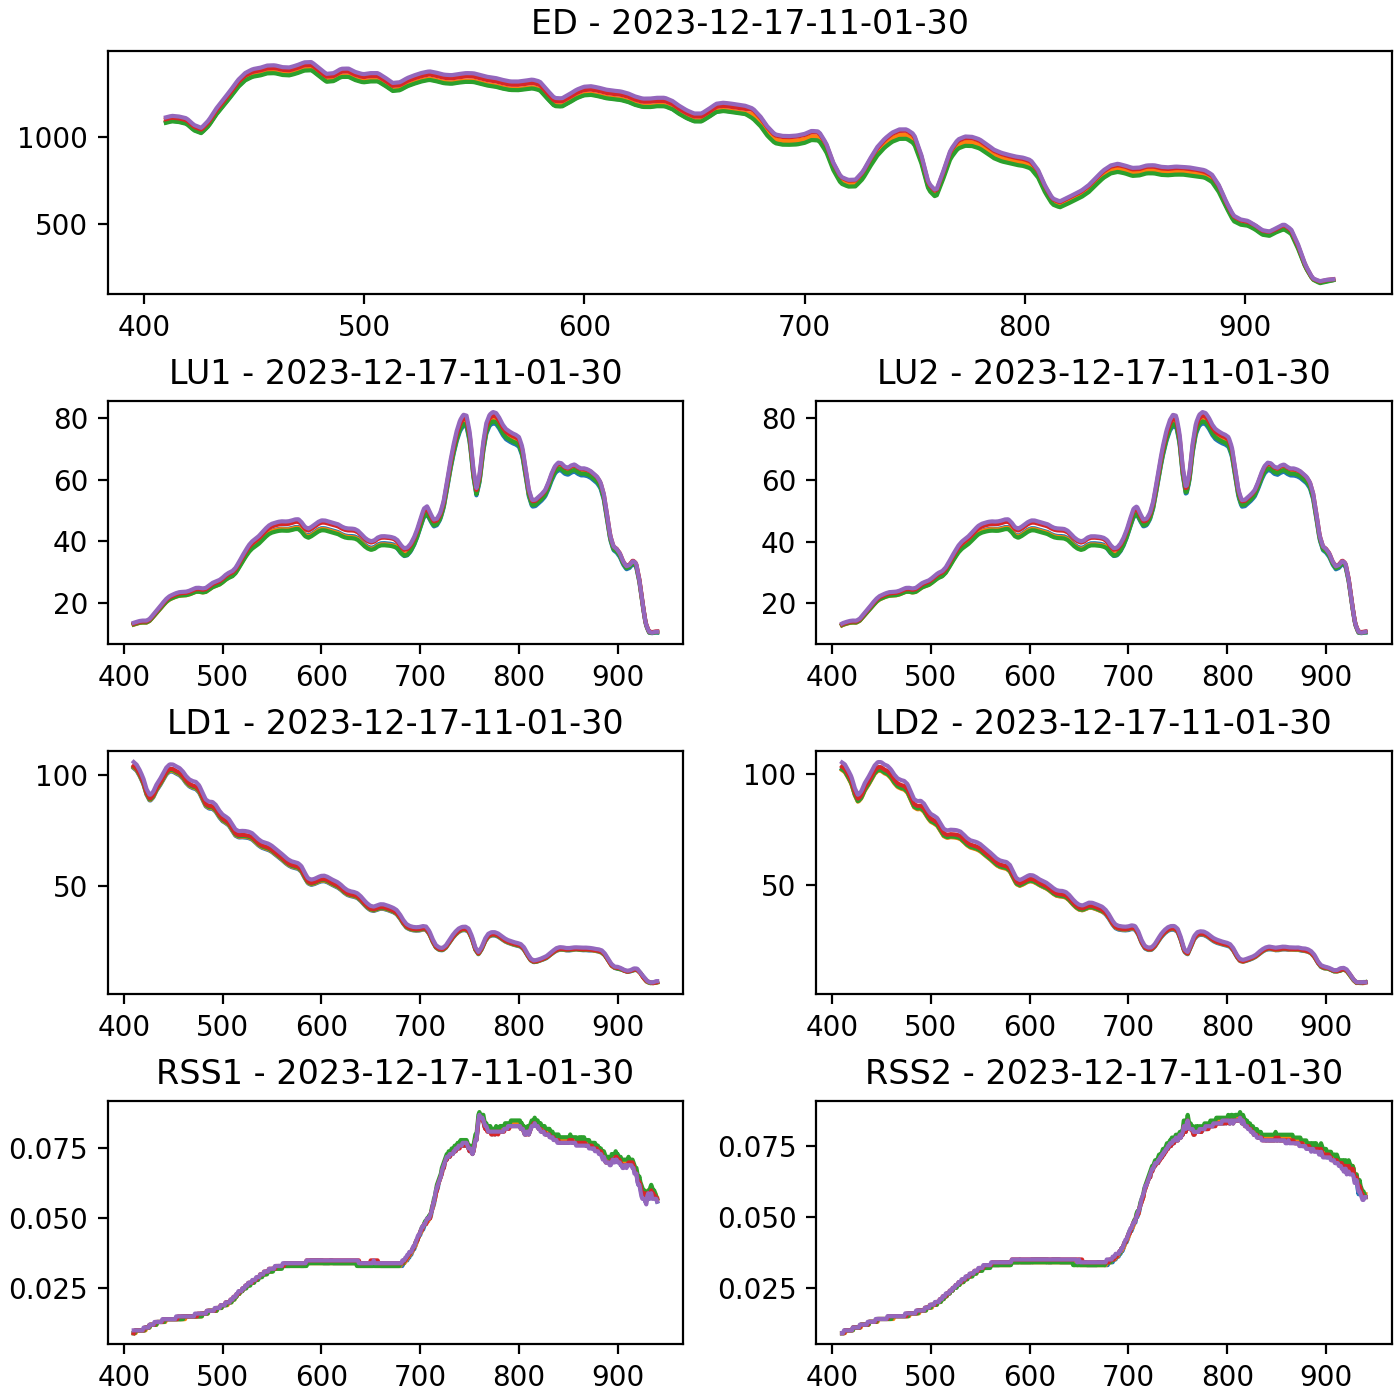 ED - 2023-12-17-11-01-30
1000
500
400 500 600 700 800 900
LU1 - 2023-12-17-11-01-30
80
60
40
20
400 500 600 700 800 900
LU2 - 2023-12-17-11-01-30
80
60
40
20
400 500 600 700 800 900
LD1 - 2023-12-17-11-01-30
100
50
400 500 600 700 800 900
LD2 - 2023-12-17-11-01-30
100
50
400 500 600 700 800 900
RSS1 - 2023-12-17-11-01-30
0.075
0.050
0.025
400 500 600 700 800 900
RSS2 - 2023-12-17-11-01-30
0.075
0.050
0.025
400 500 600 700 800 900